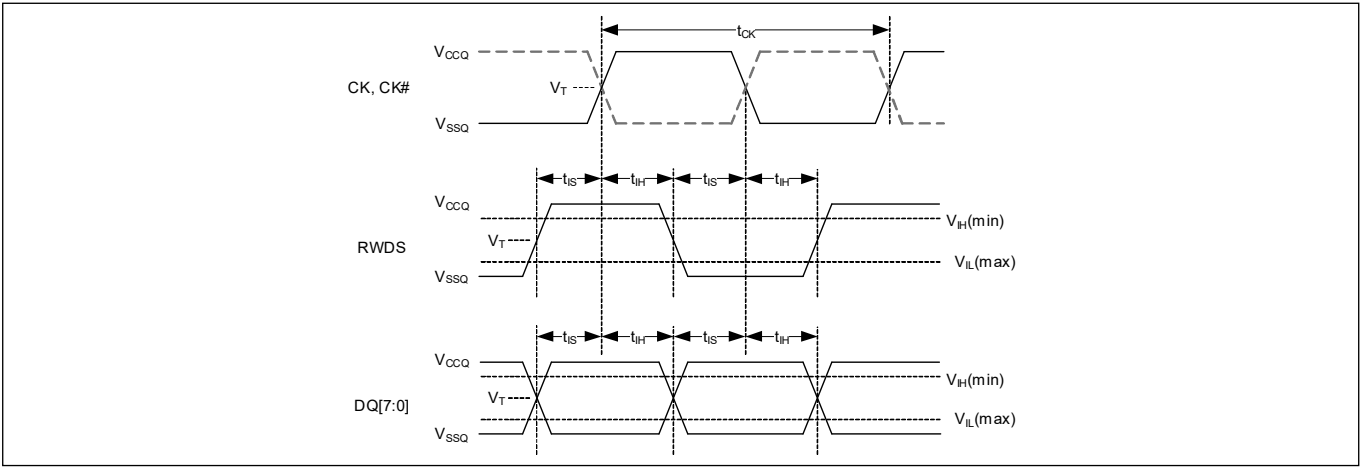 tCK
VCCQ
CK, CK#
VT
VSSQ
tIS tIH tIS tIH
VCCQ
VIH(min)
VT
RWDS
VIL(max)
VSSQ
tIS tIH tIS tIH
VCCQ
VIH(min)
VT
DQ[7:0]
VIL(max)
VSSQ